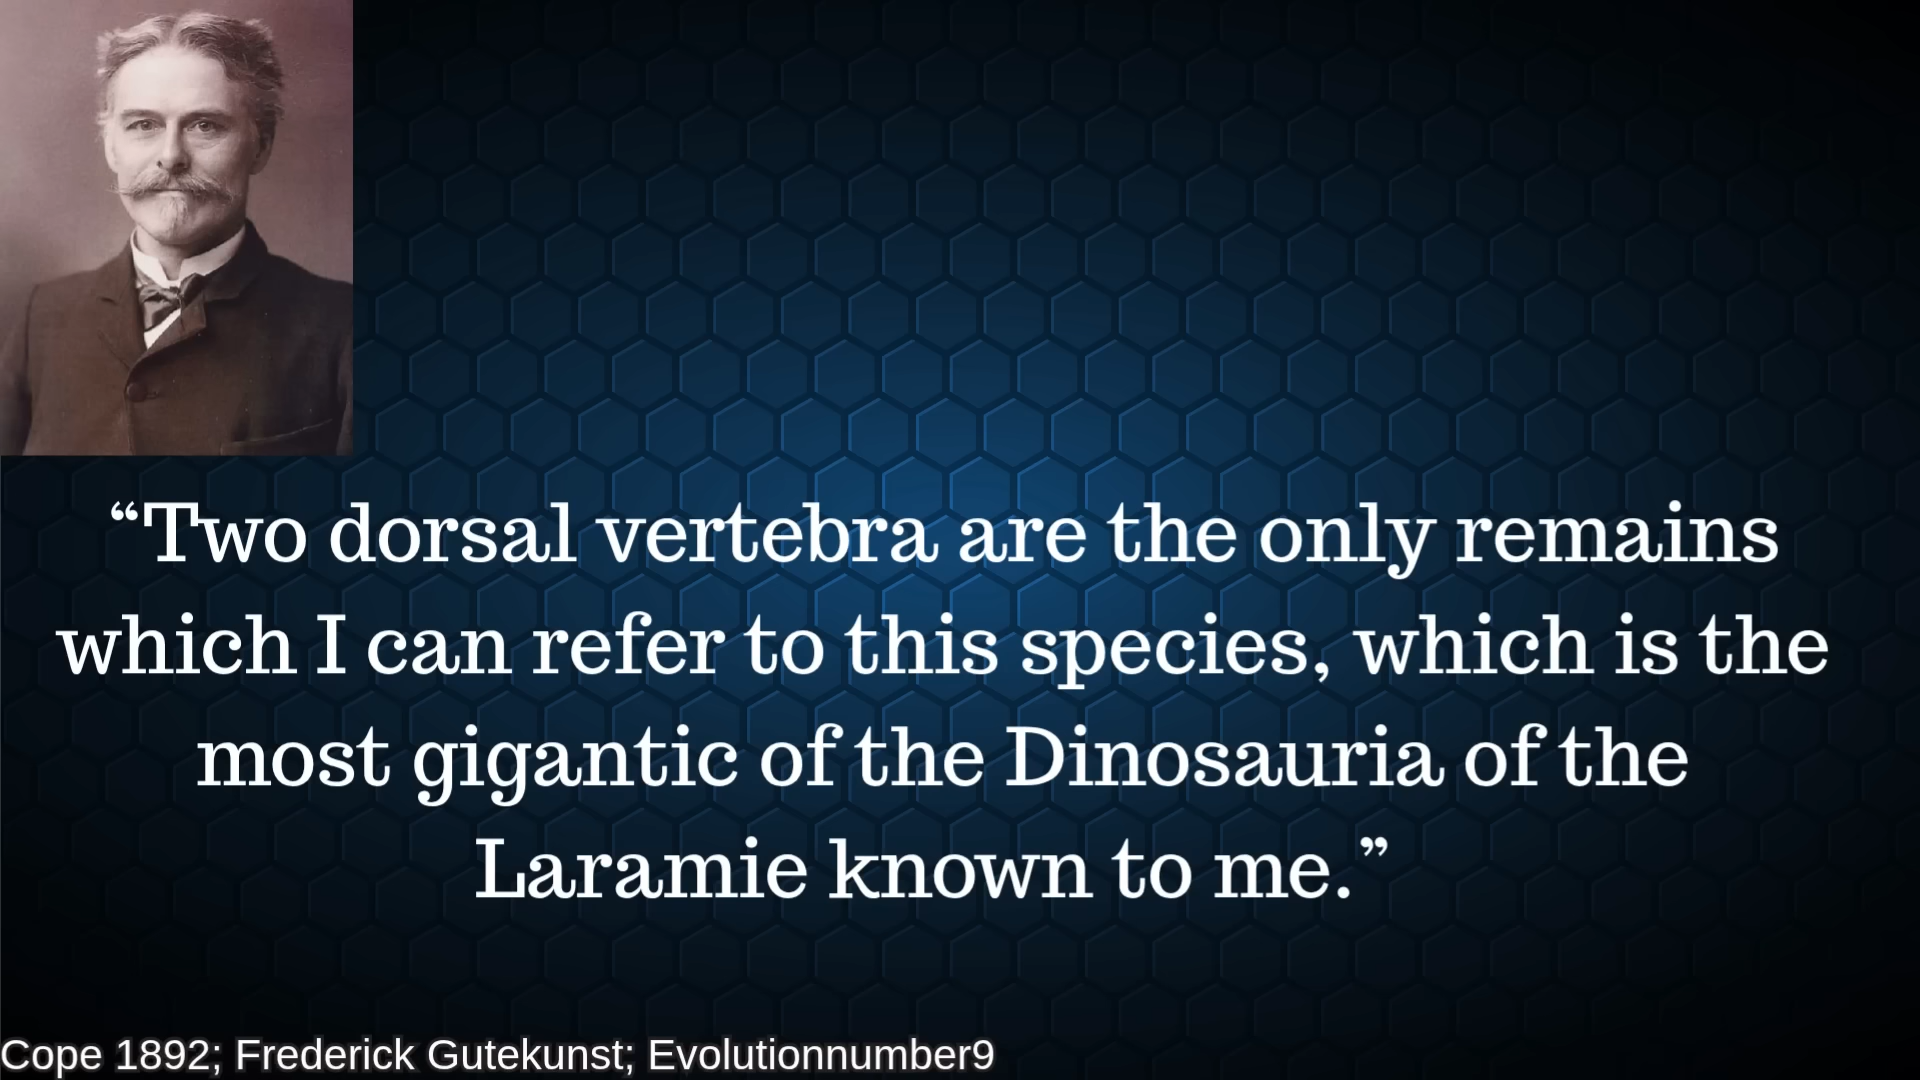 “Two dorsal vertebra are the only remains
which I can refer to this species, which is the
most gigantic of the Dinosauria of the
Laramie known to me.”
Cope 1892; Frederick Gutekunst; Evolutionnumber9